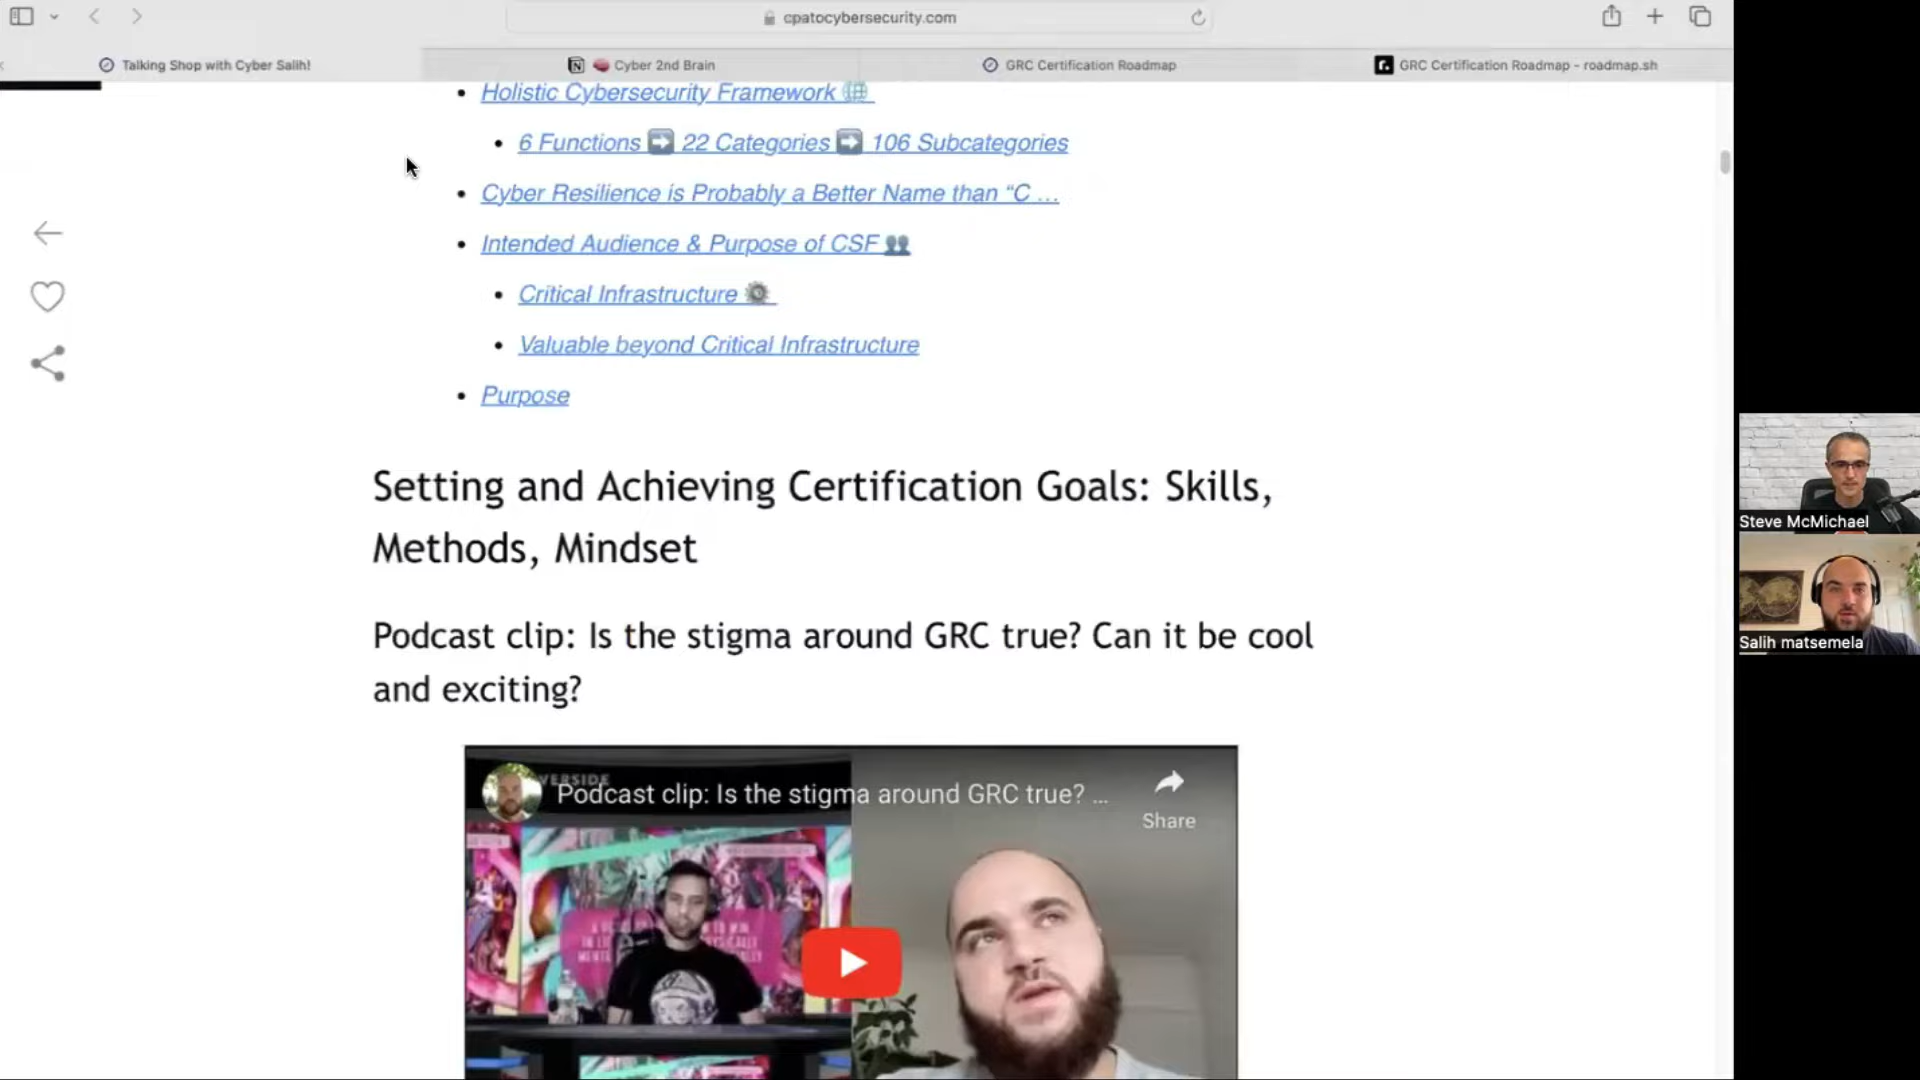 cpatocybersecurity.com
Talking Shop with Cyber Salih!
Cyber 2nd Brain
GRC Certification Roadmap
GRC Certification Roadmap - roadmap.sh
Holistic Cybersecurity Framework
6 Functions ➡️ 22 Categories ➡️ 106 Subcategories
Cyber Resilience is Probably a Better Name than “C …
Intended Audience & Purpose of CSF
Critical Infrastructure
Valuable beyond Critical Infrastructure
Purpose
Setting and Achieving Certification Goals: Skills,
Methods, Mindset
Podcast clip: Is the stigma around GRC true? Can it be cool
and exciting?
VERSIDE
Podcast clip: Is the stigma around GRC true? ...
Share
Steve McMichael
Salih matsemela